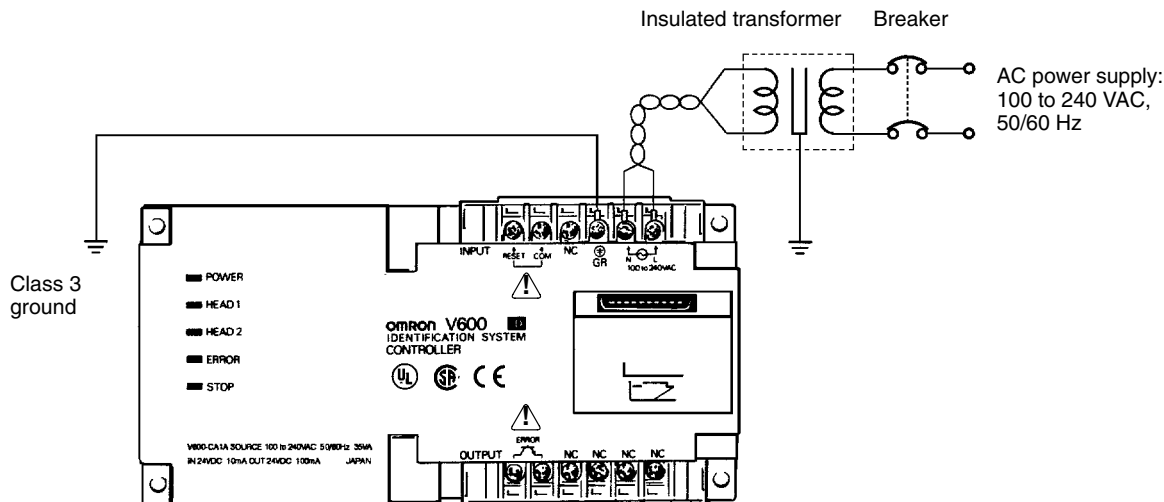 Insulated transformer
Breaker
AC power supply:
100 to 240 VAC,
50/60 Hz
Class 3
ground
INPUT
RESET
COM
NC
GR
N
L
100 to 240VAC
POWER
HEAD 1
HEAD 2
ERROR
STOP
OMRON V600
IDENTIFICATION SYSTEM
CONTROLLER
UL
SA
CE
V600-CA1A SOURCE 100 to 240VAC 50/60Hz 35VA
IN 24VDC 10mA OUT 24VDC 100mA JAPAN
OUTPUT
ERROR
NC
NC
NC
NC